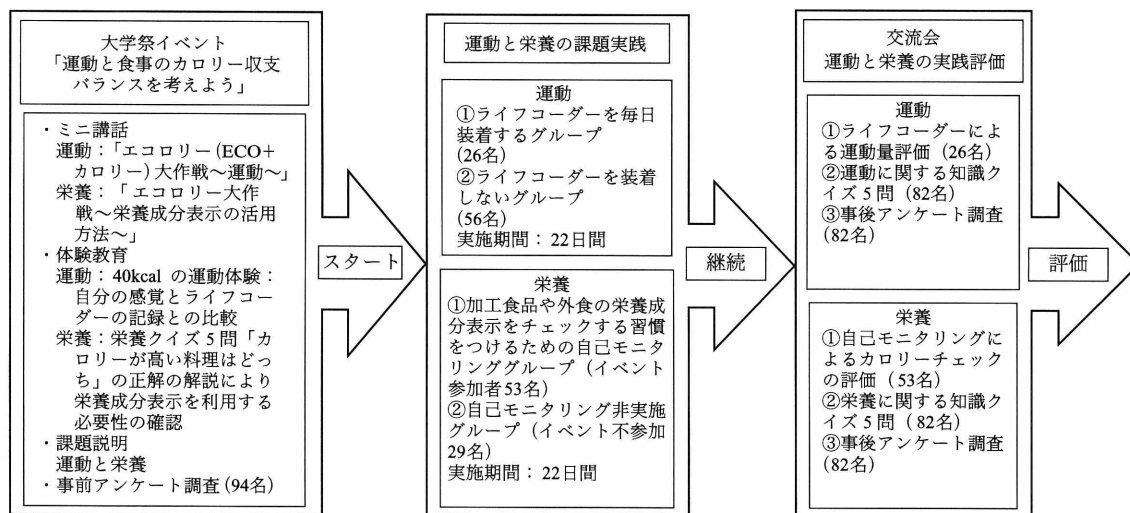 大学祭イベント
「運動と食事のカロリー収支
バランスを考えよう」
・ミニ講話
運動：「エコロリー（ECO＋
カロリー）大作戦～運動～」
栄養：「エコロリー大作
戦～栄養成分表示の活用
方法～」
・体験教育
運動：40kcal の運動体験：
自分の感覚とライフコー
ダーの記録との比較
栄養：栄養クイズ5問「カ
ロリーが高い料理はどっ
ち」の正解の解説により
栄養成分表示を利用する
必要性の確認
・課題説明
運動と栄養
・事前アンケート調査（94名）
スタート
運動と栄養の課題実践
運動
①ライフコーダーを毎日
装着するグループ
（26名）
②ライフコーダーを装着
しないグループ
（56名）
実施期間：22日間
栄養
①加工食品や外食の栄養成
分表示をチェックする習慣
をつけるための自己モニタ
リンググループ（イベント
参加者53名）
②自己モニタリング非実施
グループ（イベント不参加
29名）
実施期間：22日間
継続
交流会
運動と栄養の実践評価
運動
①ライフコーダーによ
る運動量評価（26名）
②運動に関する知識ク
イズ5問（82名）
③事後アンケート調査
（82名）
栄養
①自己モニタリングに
よるカロリーチェック
の評価（53名）
②栄養に関する知識ク
イズ5問（82名）
③事後アンケート調査
（82名）
評価